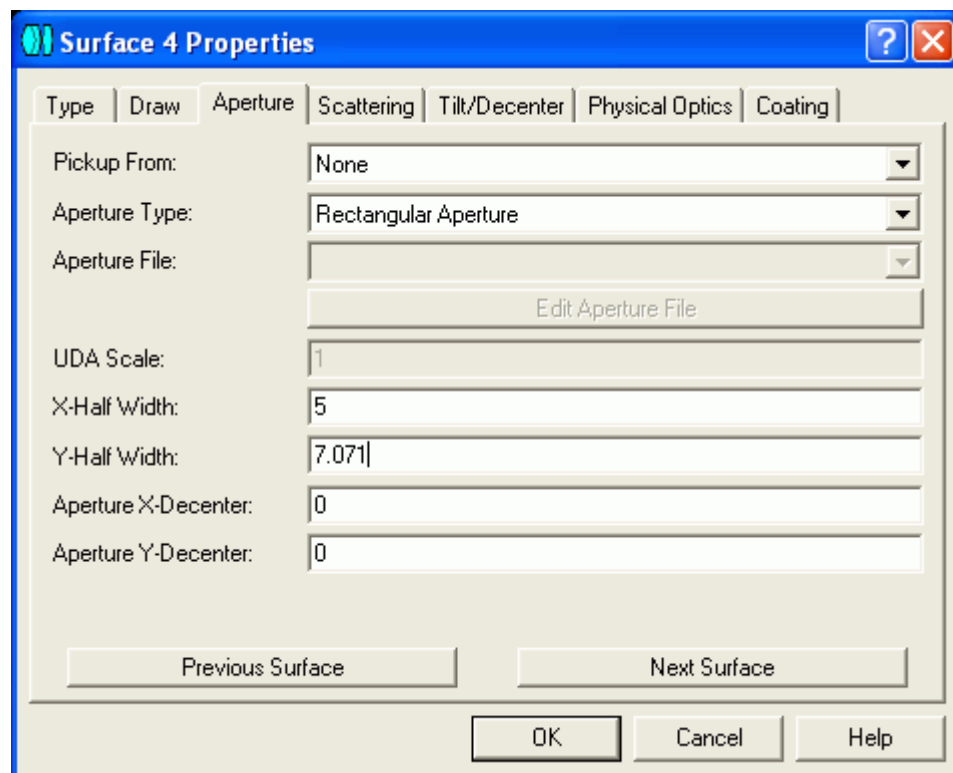 Surface 4 Properties
Type Draw Aperture Scattering Tilt/Decenter Physical Optics Coating
Pickup From: None
Aperture Type: Rectangular Aperture
Aperture File:
Edit Aperture File
UDA Scale: 1
X-Half Width: 5
Y-Half Width: 7.071
Aperture X-Decenter: 0
Aperture Y-Decenter: 0
Previous Surface Next Surface
OK Cancel Help